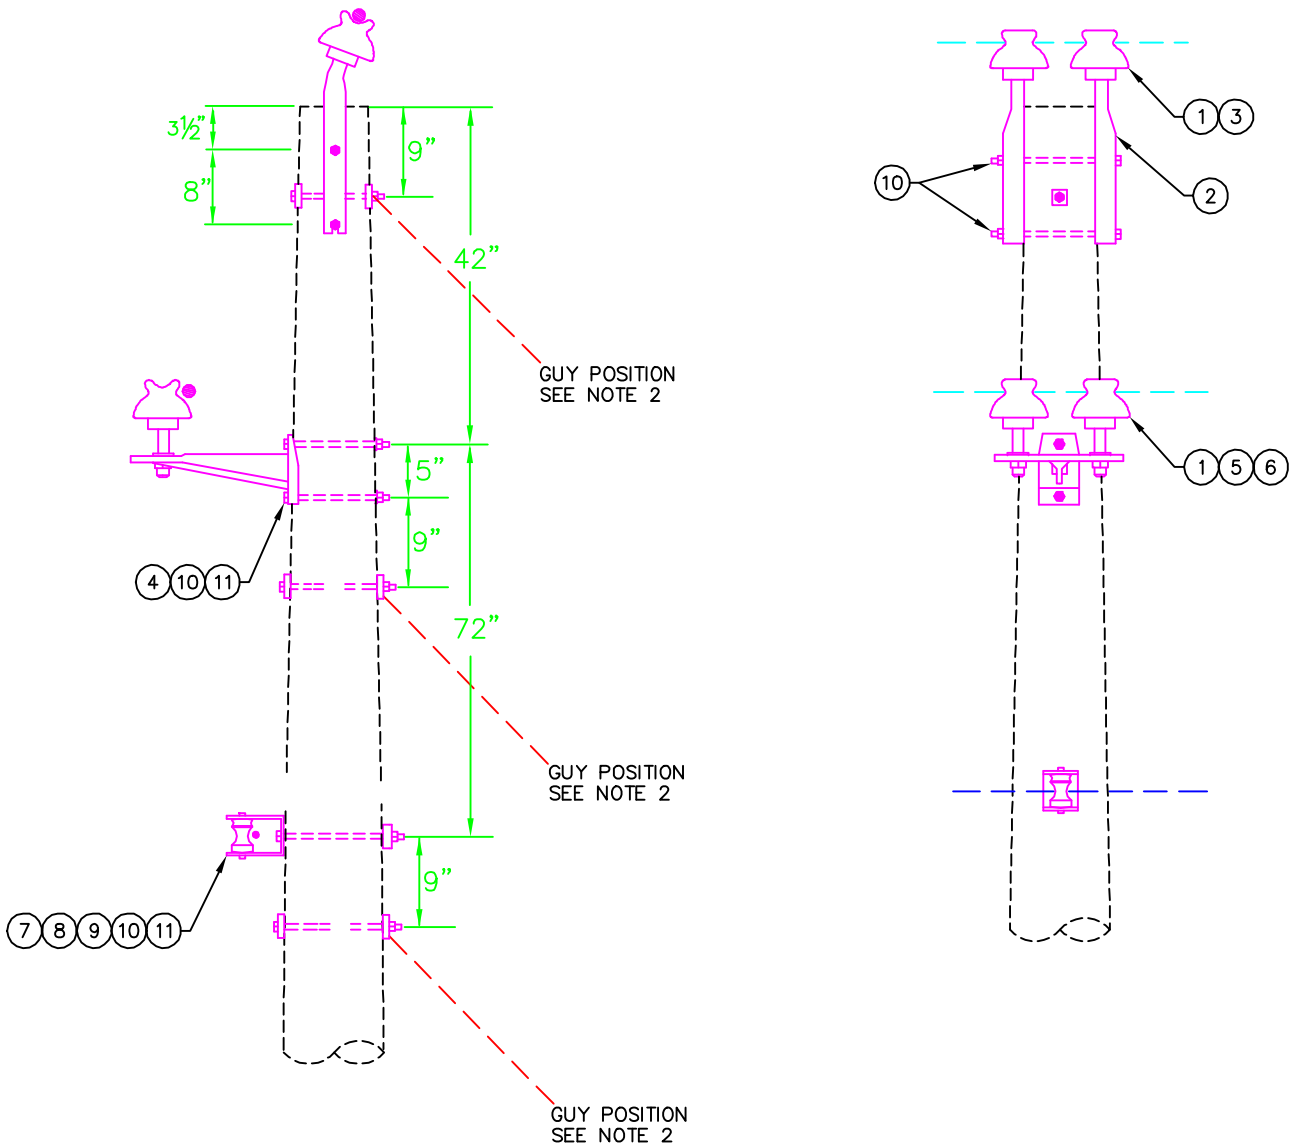 3½"
8"
9"
42"
GUY POSITION
SEE NOTE 2
5"
9"
4 10 11
72"
GUY POSITION
SEE NOTE 2
7 8 9 10 11
9"
GUY POSITION
SEE NOTE 2
1 3
10
2
1 5 6